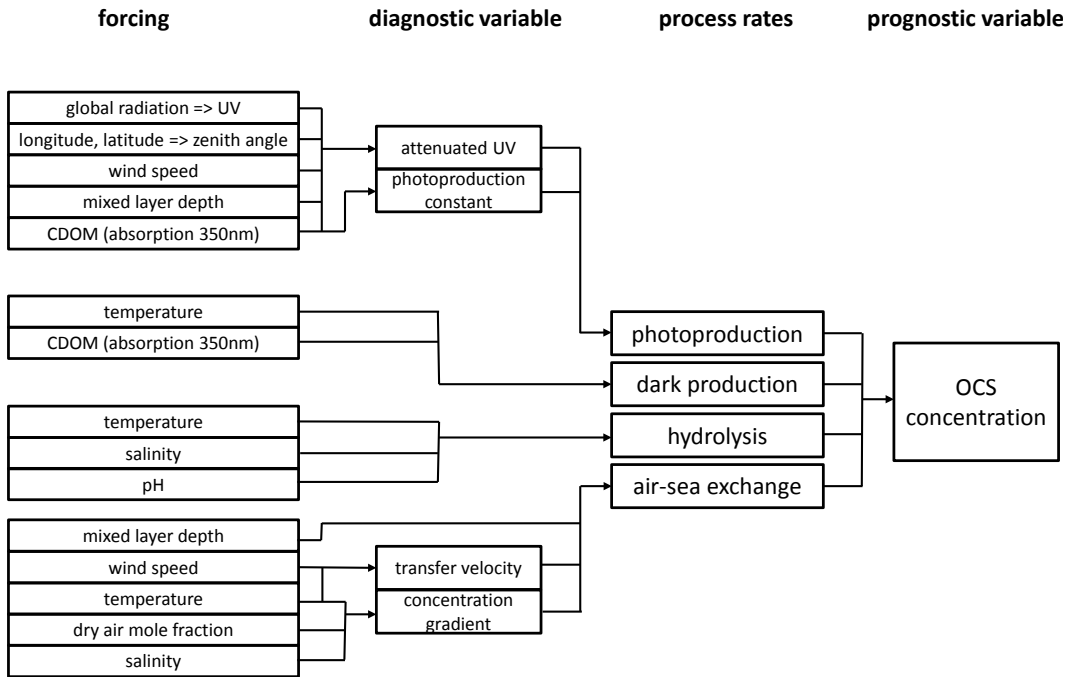 forcing
diagnostic variable
process rates
prognostic variable
global radiation => UV
longitude, latitude => zenith angle
wind speed
mixed layer depth
CDOM (absorption 350nm)
attenuated UV
photoproduction
constant
temperature
CDOM (absorption 350nm)
temperature
salinity
pH
mixed layer depth
wind speed
temperature
dry air mole fraction
salinity
transfer velocity
concentration
gradient
photoproduction
dark production
hydrolysis
air-sea exchange
OCS
concentration